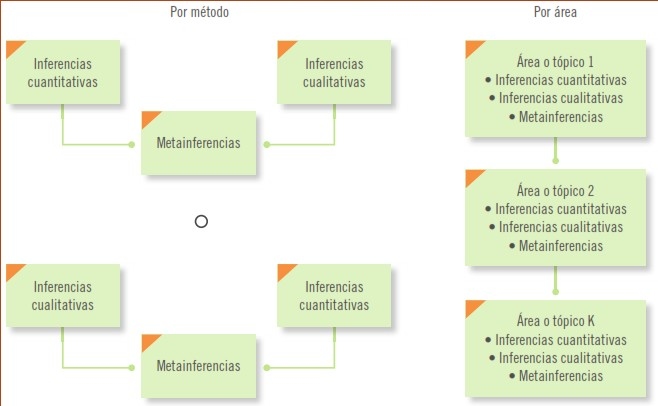 Por método
Inferencias
cuantitativas
Inferencias
cualitativas
Metainferencias
O
Inferencias
cualitativas
Inferencias
cuantitativas
Metainferencias
Por área
Área o tópico 1
• Inferencias cuantitativas
• Inferencias cualitativas
• Metainferencias
Área o tópico 2
• Inferencias cuantitativas
• Inferencias cualitativas
• Metainferencias
Área o tópico K
• Inferencias cuantitativas
• Inferencias cualitativas
• Metainferencias